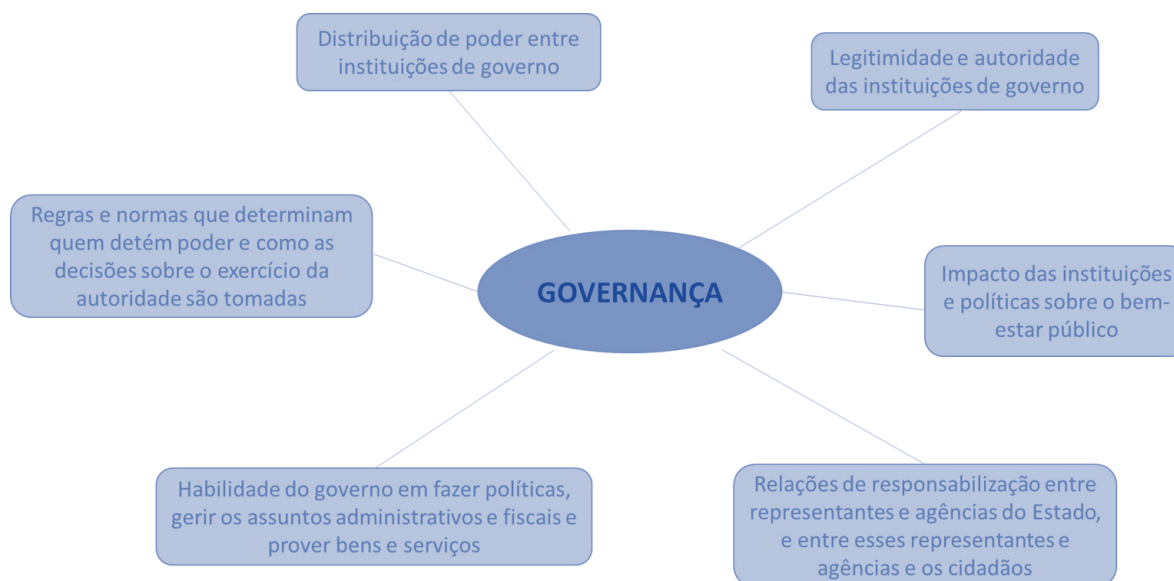 Distribuição de poder entre
instituições de governo
Legitimidade e autoridade
das instituições de governo
Regras e normas que determinam
quem detém poder e como as
decisões sobre o exercício da
autoridade são tomadas
GOVERNANÇA
Impacto das instituições
e políticas sobre o bem-
estar público
Habilidade do governo em fazer políticas,
gerir os assuntos administrativos e fiscais e
prover bens e serviços
Relações de responsabilização entre
representantes e agências do Estado,
e entre esses representantes e
agências e os cidadãos